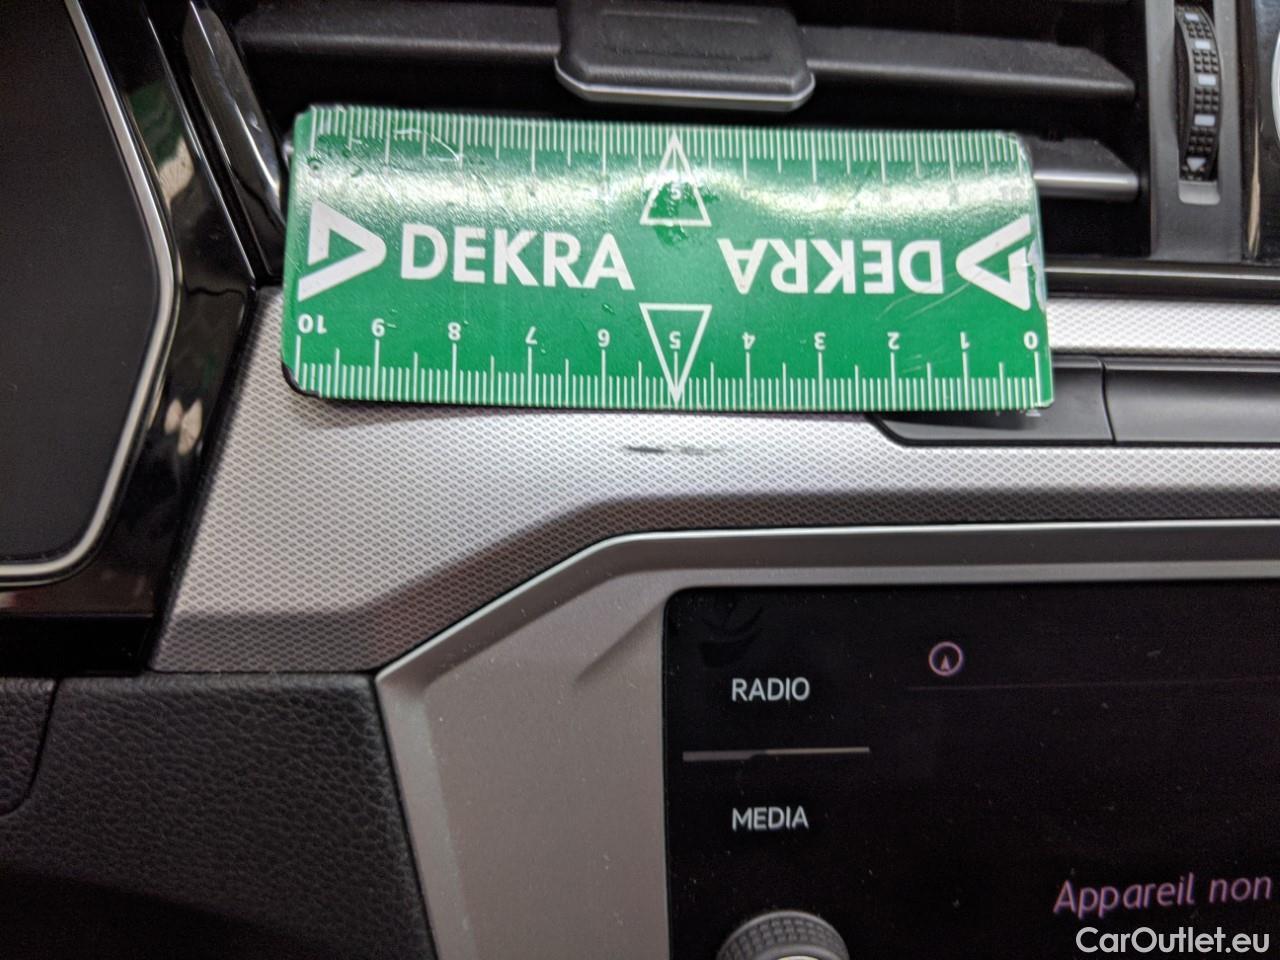 5
DEKRA DEKRA
10 9 8 7 6 5 4 3 2 1 0
RADIO
MEDIA
Appareil non
CarOutlet.eu